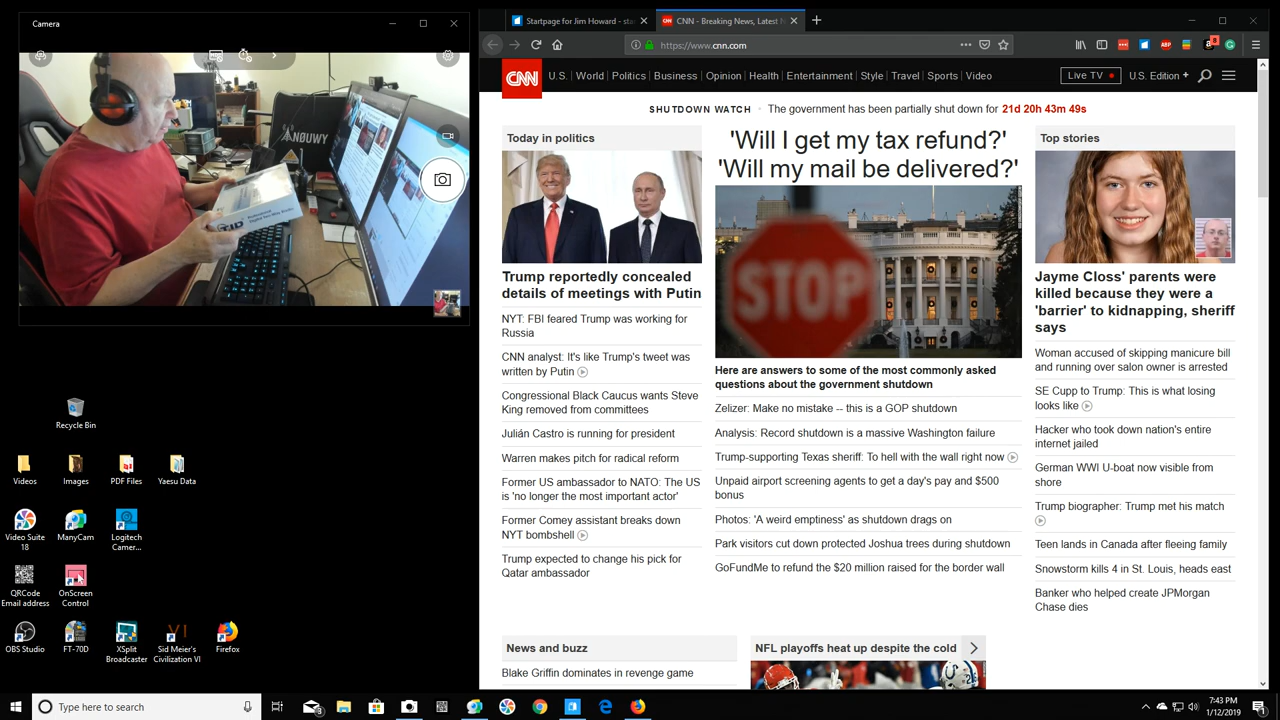 Camera
NÖUWY
Recycle Bin
Videos
Images
PDF Files
Yaesu Data
Video Suite
18
ManyCam
Logitech
Camer...
QRCode
Email address
OnScreen
Control
OBS Studio
FT-70D
XSplit
Broadcaster
Sid Meier's
Civilization VI
Firefox
Startpage for Jim Howard - sta
CNN - Breaking News, Latest N
https://www.cnn.com
ABP
CNN
U.S.
World
Politics
Business
Opinion
Health
Entertainment
Style
Travel
Sports
Video
Live TV
U.S. Edition +
SHUTDOWN WATCH
The government has been partially shut down for 21d 20h 43m 49s
Today in politics
Trump reportedly concealed
details of meetings with Putin
NYT: FBI feared Trump was working for
Russia
CNN analyst: It's like Trump's tweet was
written by Putin
Congressional Black Caucus wants Steve
King removed from committees
Julián Castro is running for president
Warren makes pitch for radical reform
Former US ambassador to NATO: The US
is 'no longer the most important actor'
Former Comey assistant breaks down
NYT bombshell
Trump expected to change his pick for
Qatar ambassador
'Will I get my tax refund?'
'Will my mail be delivered?'
STOP
Here are answers to some of the most commonly asked
questions about the government shutdown
Zelizer: Make no mistake -- this is a GOP shutdown
Analysis: Record shutdown is a massive Washington failure
Trump-supporting Texas sheriff: To hell with the wall right now
Unpaid airport screening agents to get a day's pay and $500
bonus
Photos: 'A weird emptiness' as shutdown drags on
Park visitors cut down protected Joshua trees during shutdown
GoFundMe to refund the $20 million raised for the border wall
Top stories
Jayme Closs' parents were
killed because they were a
'barrier' to kidnapping, sheriff
says
Woman accused of skipping manicure bill
and running over salon owner is arrested
SE Cupp to Trump: This is what losing
looks like
Hacker who took down nation's entire
internet jailed
German WWI U-boat now visible from
shore
Trump biographer: Trump met his match
Teen lands in Canada after fleeing family
Snowstorm kills 4 in St. Louis, heads east
Banker who helped create JPMorgan
Chase dies
News and buzz
Blake Griffin dominates in revenge game
NFL playoffs heat up despite the cold
Type here to search
7:43 PM
1/12/2019